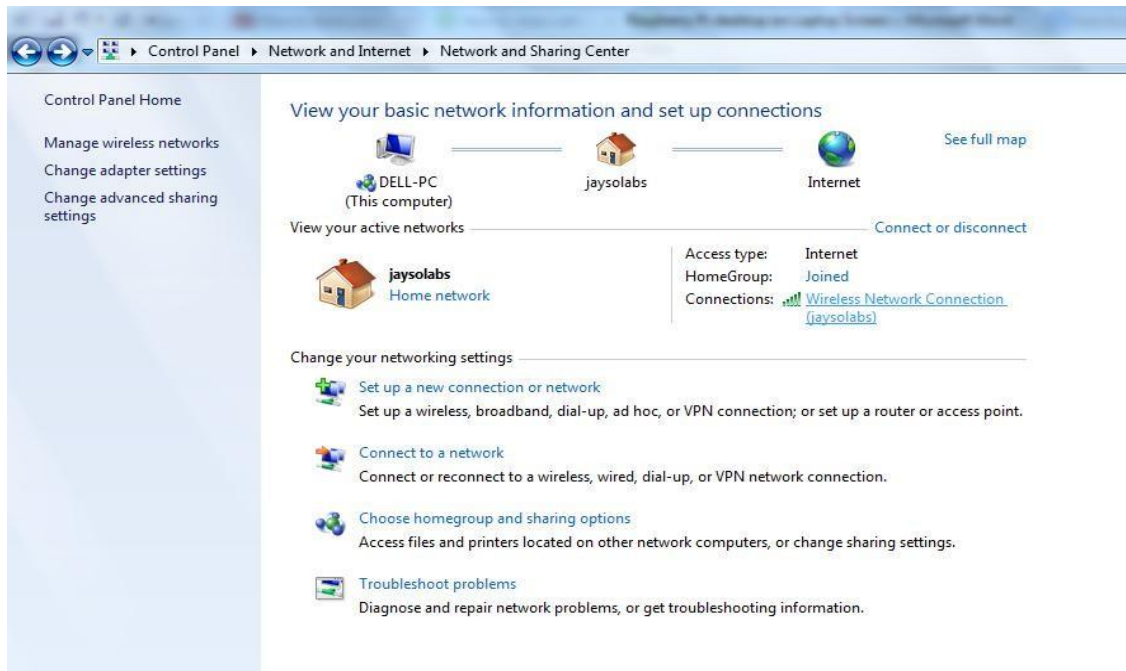 Control Panel ▸ Network and Internet ▸ Network and Sharing Center
Control Panel Home
Manage wireless networks
Change adapter settings
Change advanced sharing
settings
View your basic network information and set up connections
See full map
DELL-PC
(This computer)
jaysolabs
Internet
View your active networks
Connect or disconnect
jaysolabs
Home network
Access type: Internet
HomeGroup: Joined
Connections: Wireless Network Connection
(jaysolabs)
Change your networking settings
Set up a new connection or network
Set up a wireless, broadband, dial-up, ad hoc, or VPN connection; or set up a router or access point.
Connect to a network
Connect or reconnect to a wireless, wired, dial-up, or VPN network connection.
Choose homegroup and sharing options
Access files and printers located on other network computers, or change sharing settings.
Troubleshoot problems
Diagnose and repair network problems, or get troubleshooting information.